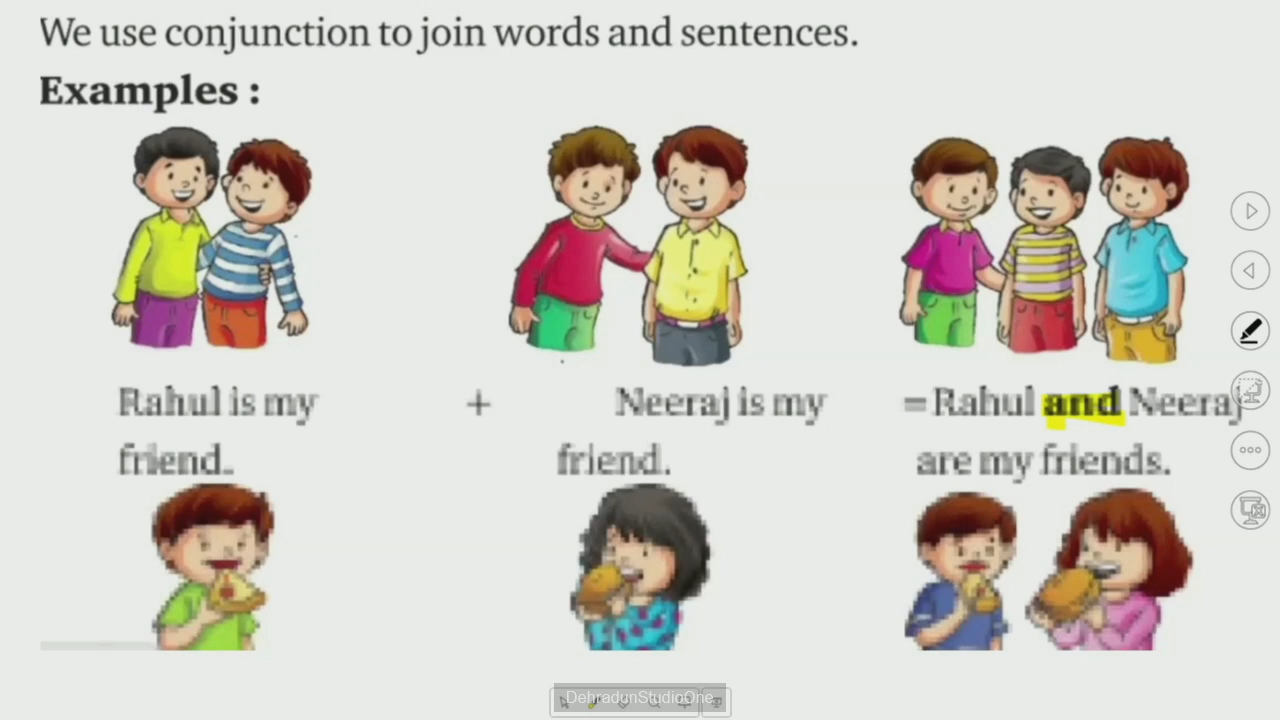 We use conjunction to join words and sentences.
Examples :
Rahul is my + Neeraj is my = Rahul and Neeraj
friend. friend. are my friends.
DehradunStudioOne